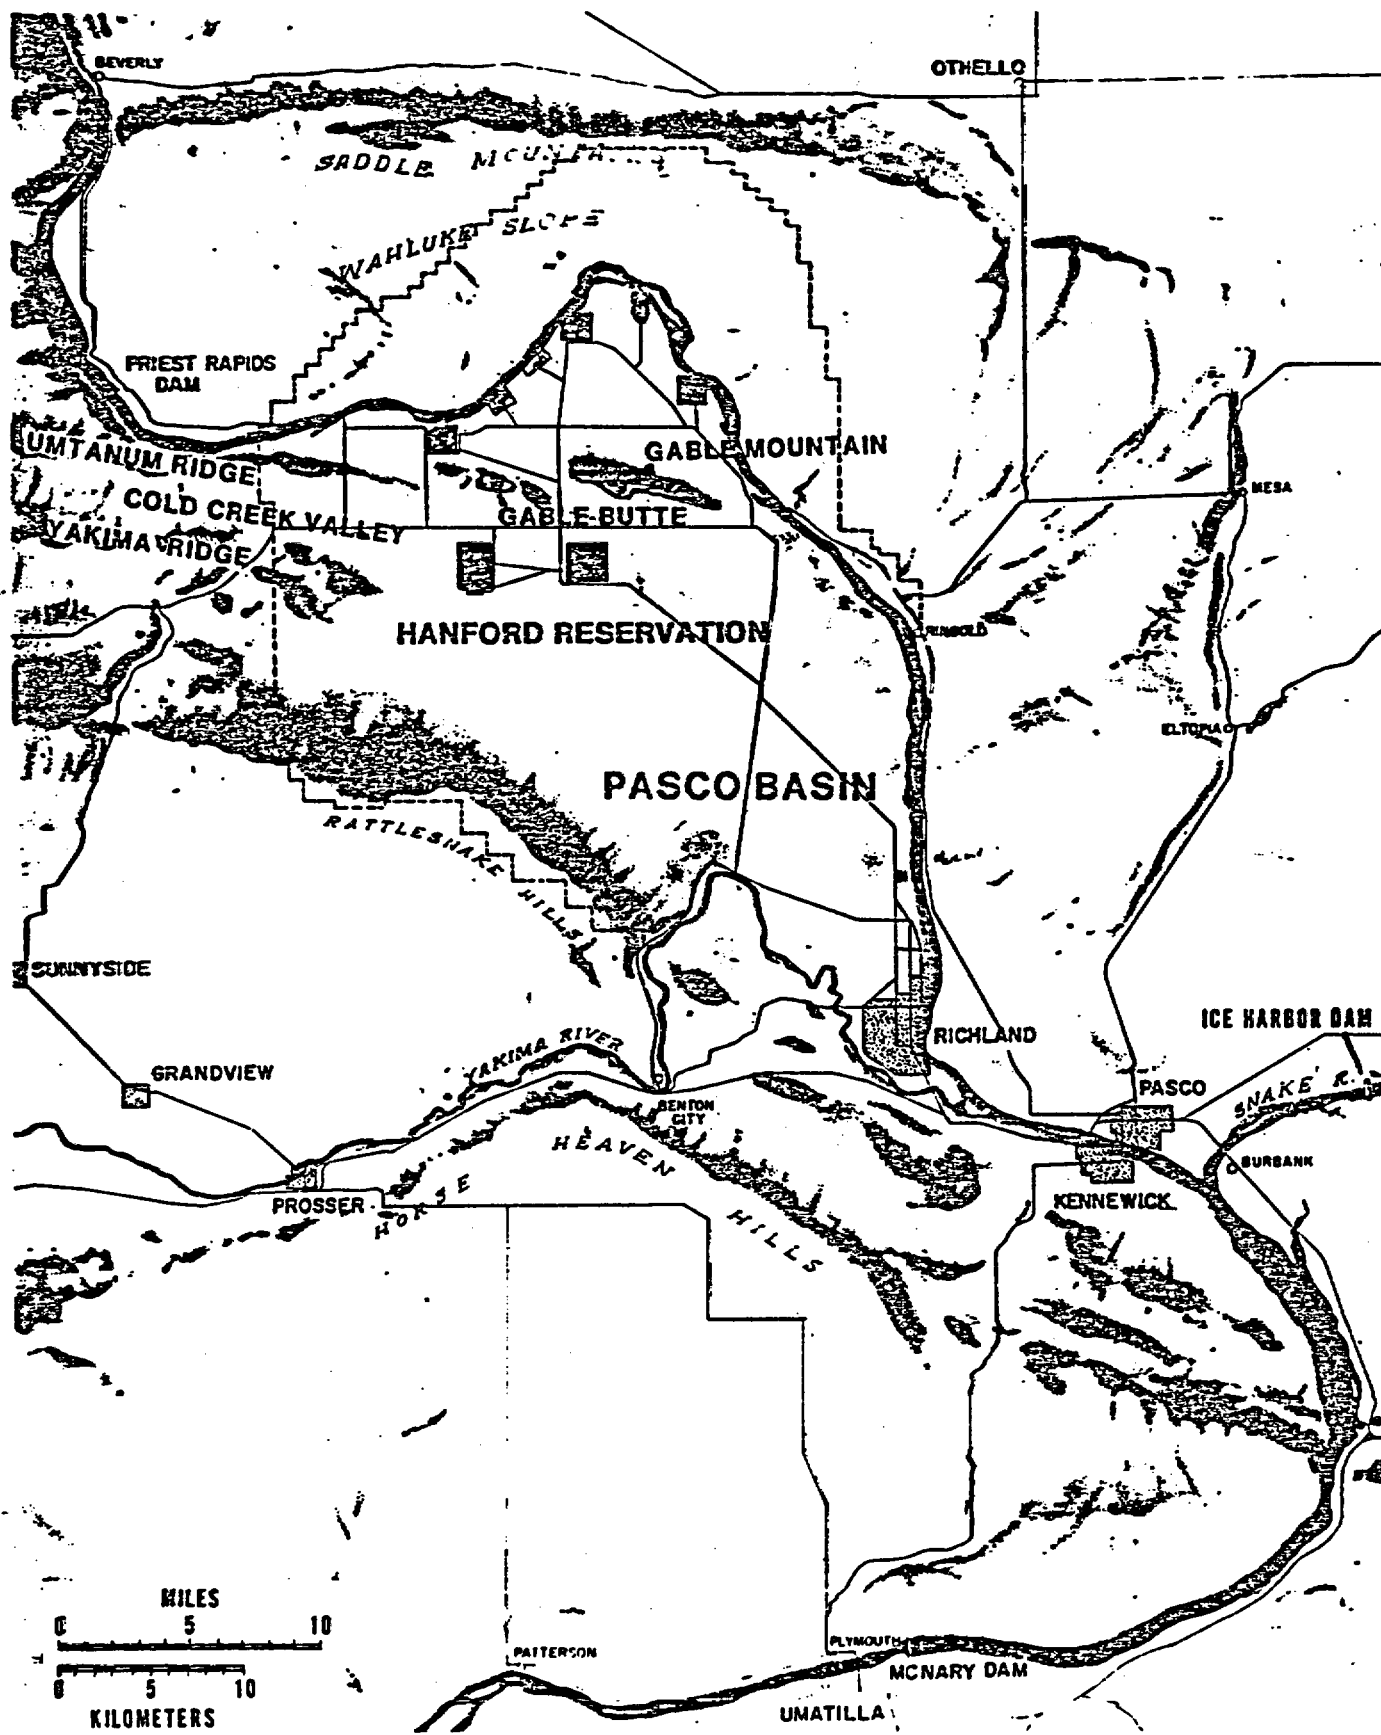 BEVERLY
OTHELLO
SADDLE
WAHLUKE SLOPE
PRIEST RAPIDS
DAM
UMTANUM RIDGE
GABLE MOUNTAIN
COLD CREEK VALLEY
MESA
GABLE BUTTE
YAKIMA RIDGE
HANFORD RESERVATION
RINGOLD
ELTOPIA
PASCO BASIN
RATTLESNAKE HILLS
SUNNYSIDE
ICE HARBOR DAM
RICHLAND
YAKIMA RIVER
GRANDVIEW
PASCO
SNAKE R.
BENTON
CITY
BURBANK
HORSE HEAVEN HILLS
PROSSER
KENNEWICK
MILES
0 5 10
0 5 10
KILOMETERS
PATTERSON
PLYMOUTH
MCNARY DAM
UMATILLA